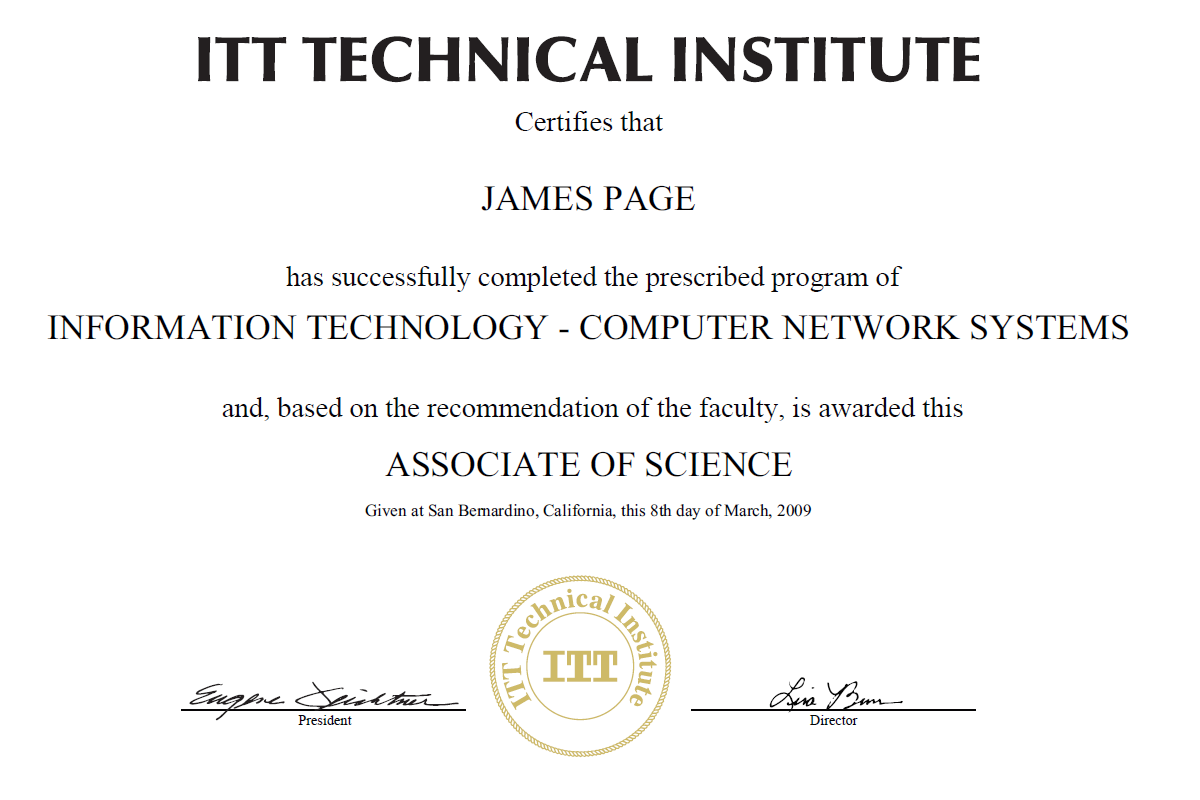 ITT TECHNICAL INSTITUTE
Certifies that
JAMES PAGE
has successfully completed the prescribed program of
INFORMATION TECHNOLOGY - COMPUTER NETWORK SYSTEMS
and, based on the recommendation of the faculty, is awarded this
ASSOCIATE OF SCIENCE
Given at San Bernardino, California, this 8th day of March, 2009
ITT Technical Institute
ITT
Eugene
President
Lisa
Director